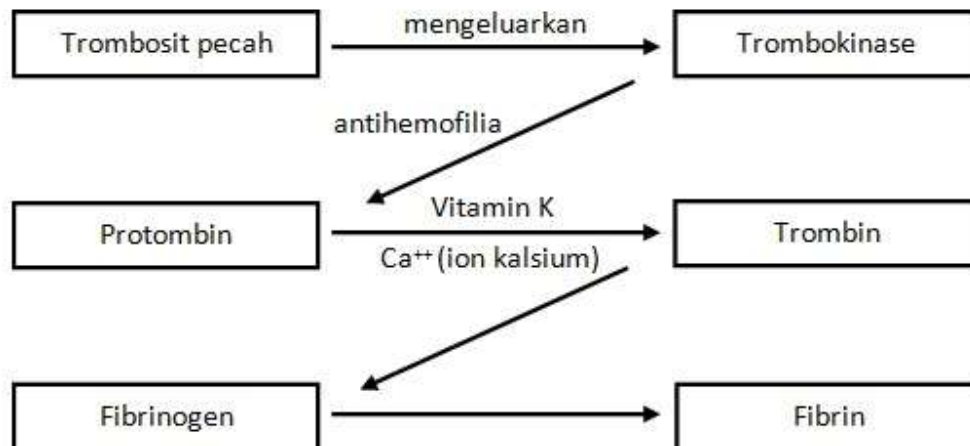 Trombosit pecah
mengeluarkan
Trombokinase
antihemofilia
Protombin
Vitamin K
Ca⁺⁺ (ion kalsium)
Trombin
Fibrinogen
Fibrin